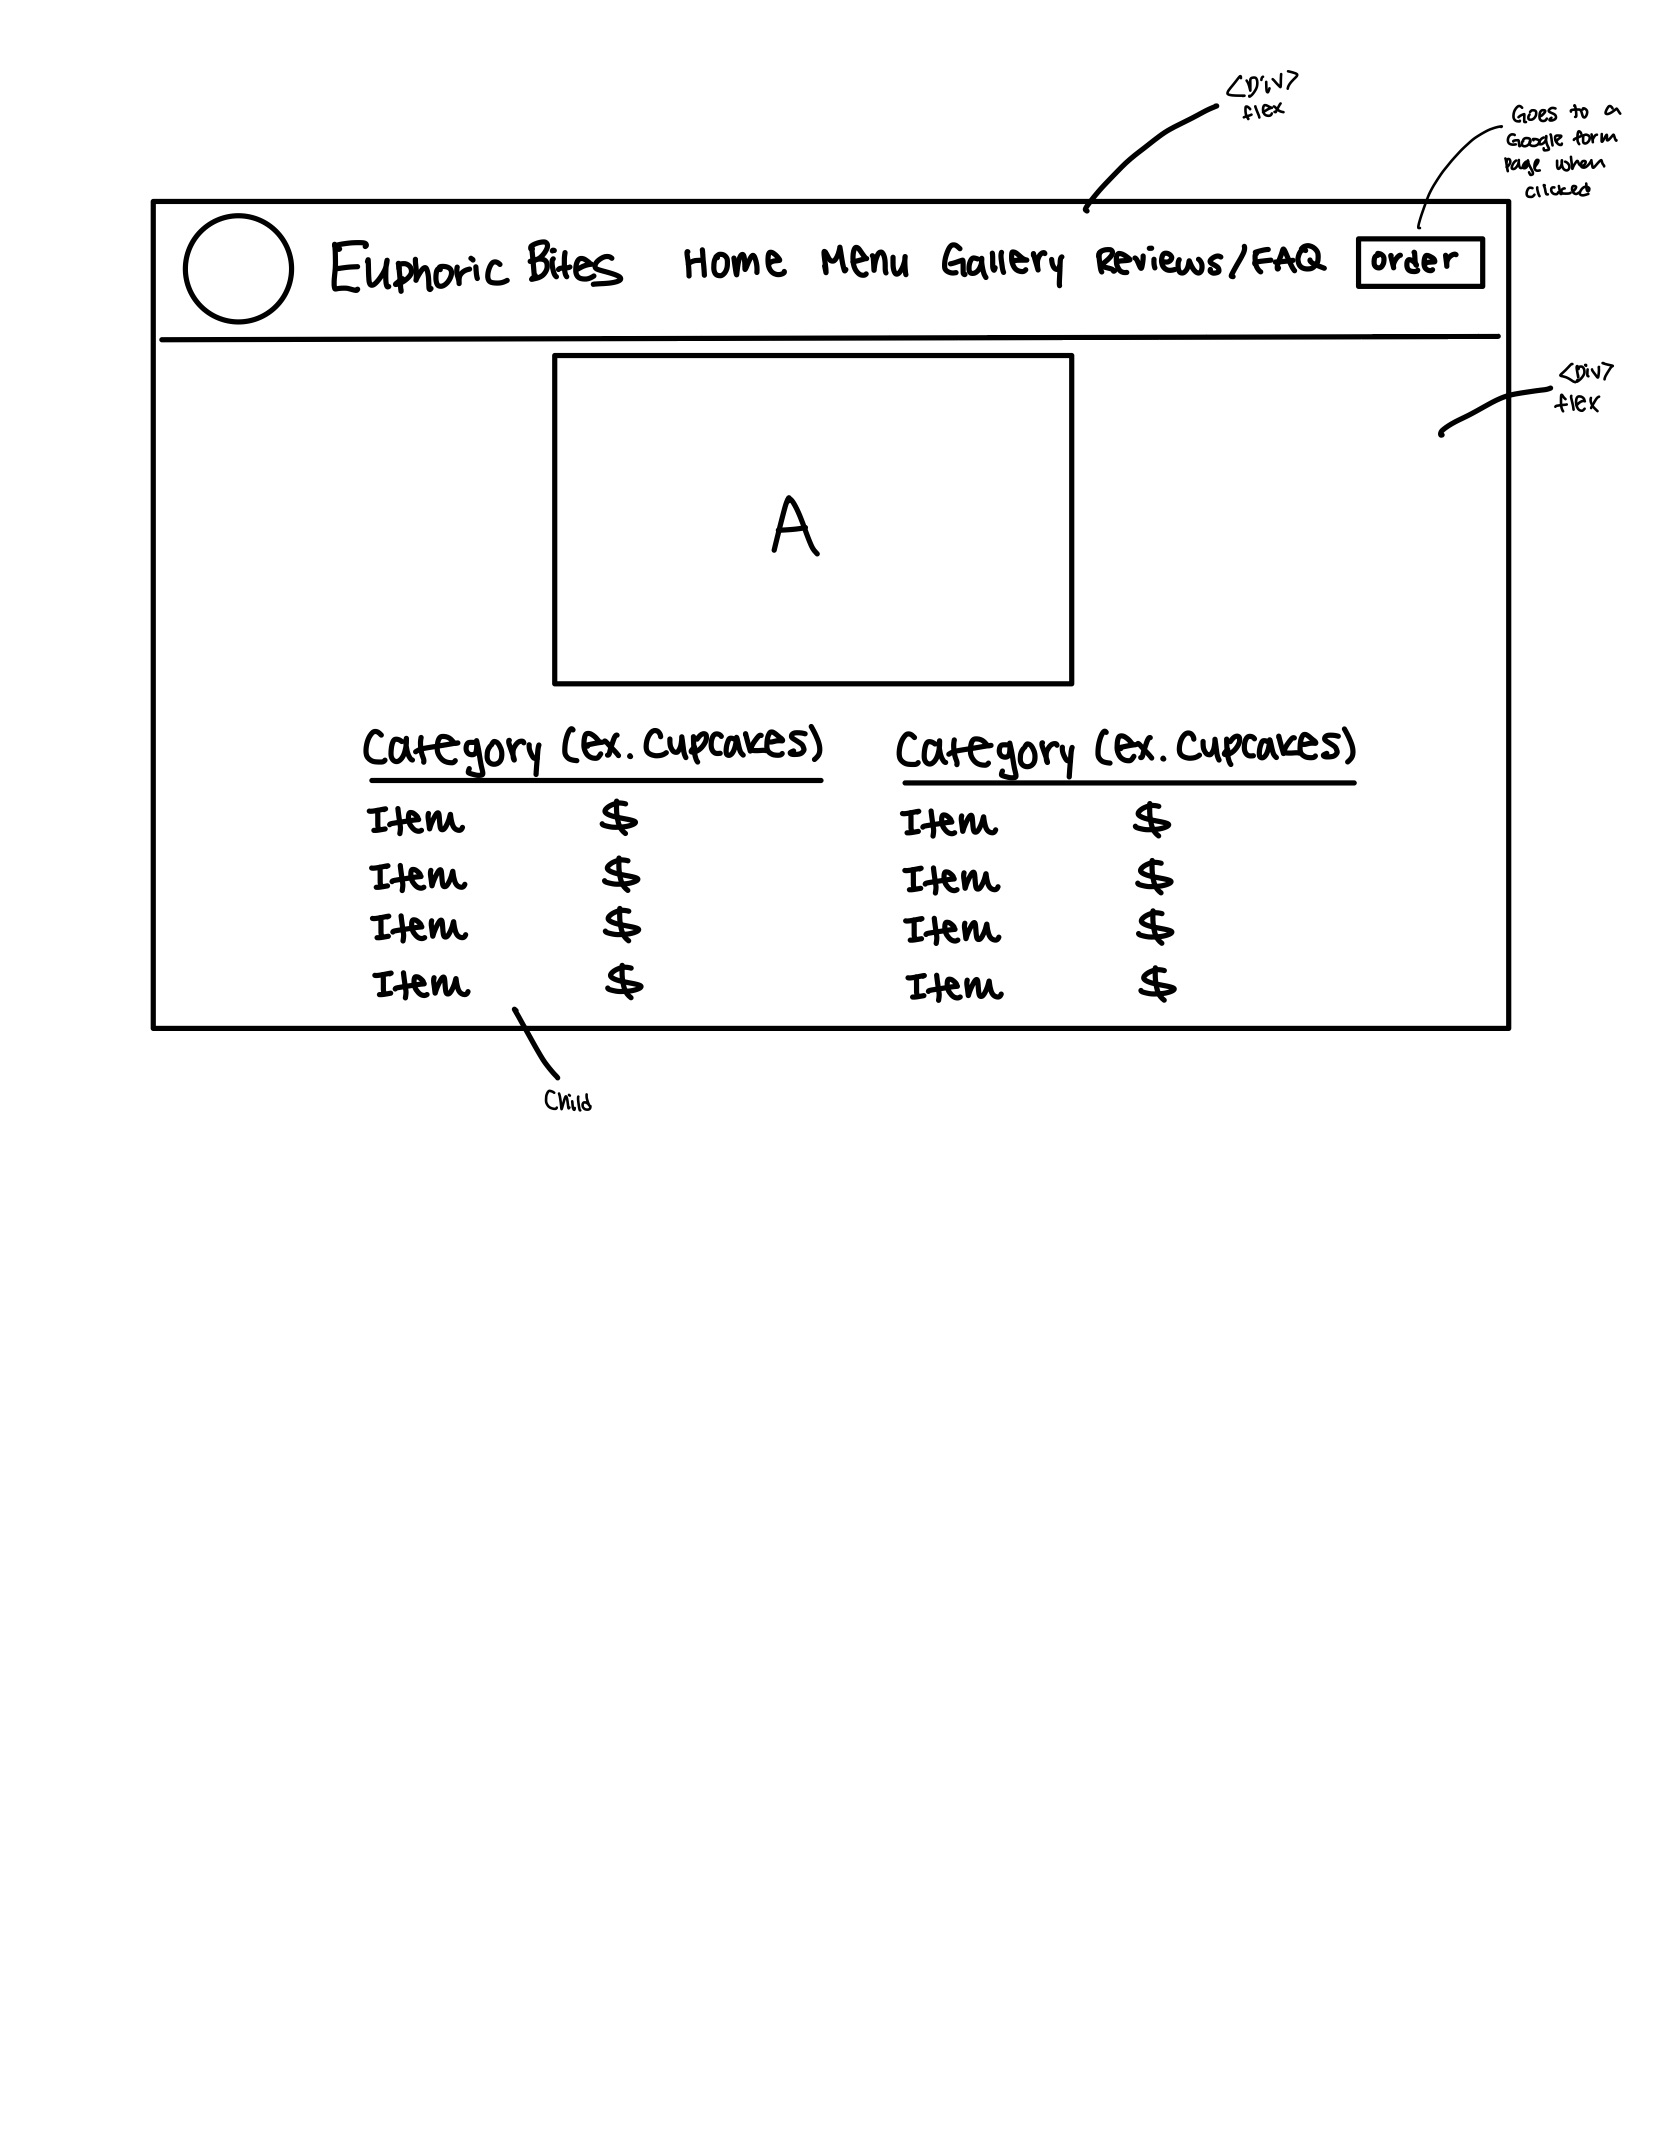 <Div>
flex
Goes to a
Google form
Page when
clicked
Euphoric Bites Home Menu Gallery Reviews/FAQ order
<Div>
flex
A
Category (ex. Cupcakes) Category (ex. Cupcakes)
Item $ Item $
Item $ Item $
Item $ Item $
Item $ Item $
Child